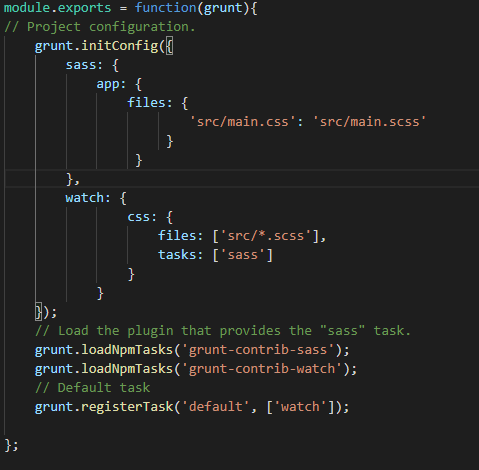 module.exports = function(grunt){
// Project configuration.
    grunt.initConfig({
        sass: {
            app: {
                files: {
                        'src/main.css': 'src/main.scss'
                     }
                 }
        },
        watch: {
                css: {
                    files: ['src/*.scss'],
                    tasks: ['sass']
                }
            }
    });
    // Load the plugin that provides the "sass" task.
    grunt.loadNpmTasks('grunt-contrib-sass');
    grunt.loadNpmTasks('grunt-contrib-watch');
    // Default task
    grunt.registerTask('default', ['watch']);

};